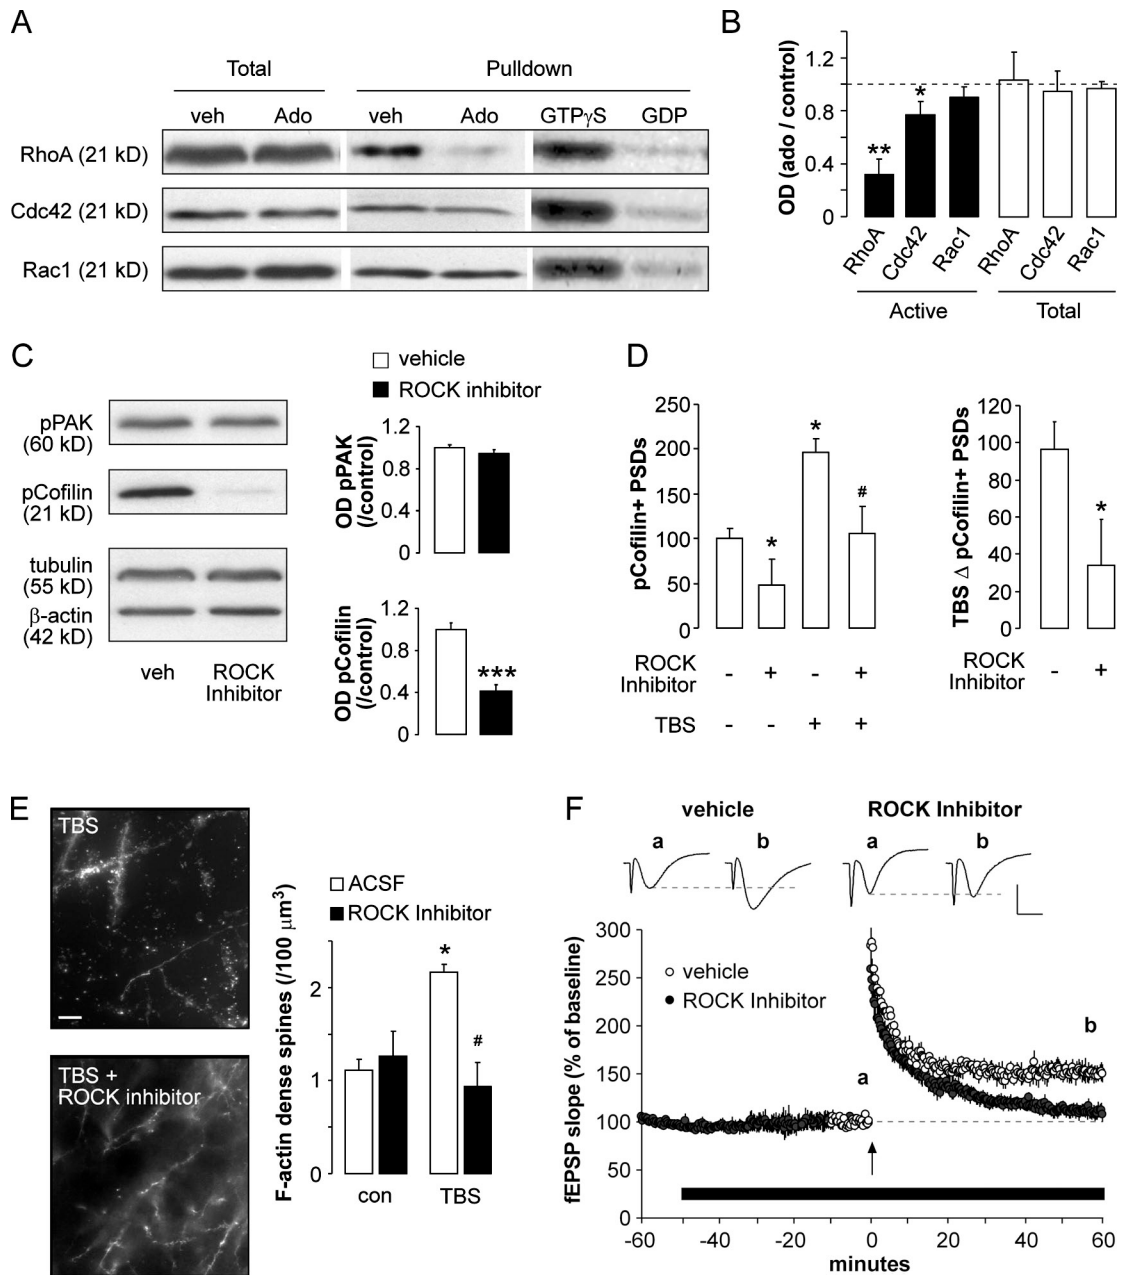 A
Total Pulldown
veh Ado veh Ado GTPγS GDP
RhoA (21 kD)
Cdc42 (21 kD)
Rac1 (21 kD)
B
OD (ado / control)
1.2
0.8
0.4
0
**
*
RhoA Cdc42 Rac1 RhoA Cdc42 Rac1
Active Total
C
pPAK
(60 kD)
pCofilin
(21 kD)
tubulin
(55 kD)
β-actin
(42 kD)
veh ROCK
Inhibitor
vehicle
ROCK inhibitor
OD pPAK
(/control)
1.2
0.8
0.4
0
OD pCofilin
(/control)
1.2
0.8
0.4
0
***
D
pCofilin+ PSDs
250
200
150
100
50
0
* * #
ROCK
Inhibitor - + - +
TBS - - + +
TBS Δ pCofilin+ PSDs
120
100
80
60
40
20
0
*
ROCK
Inhibitor - +
E
TBS
TBS +
ROCK inhibitor
ACSF
ROCK Inhibitor
F-actin dense spines (/100 μm³)
2
1
0
*
#
con TBS
F
vehicle ROCK Inhibitor
a b a b
fEPSP slope (% of baseline)
300
250
200
150
100
50
0
vehicle
ROCK Inhibitor
a
b
-60 -40 -20 0 20 40 60
minutes